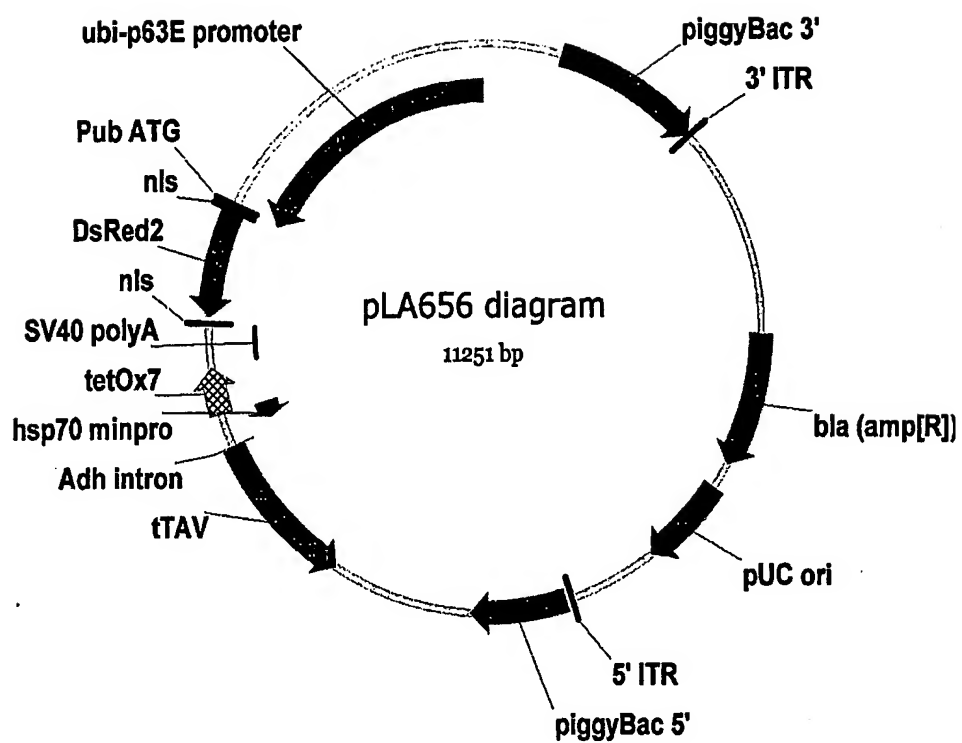 ubi-p63E promoter
piggyBac 3'
3' ITR
Pub ATG
nls
DsRed2
nls
SV40 polyA
tetOx7
hsp70 minpro
Adh intron
tTAV
pLA656 diagram
11251 bp
bla (amp[R])
pUC ori
5' ITR
piggyBac 5'